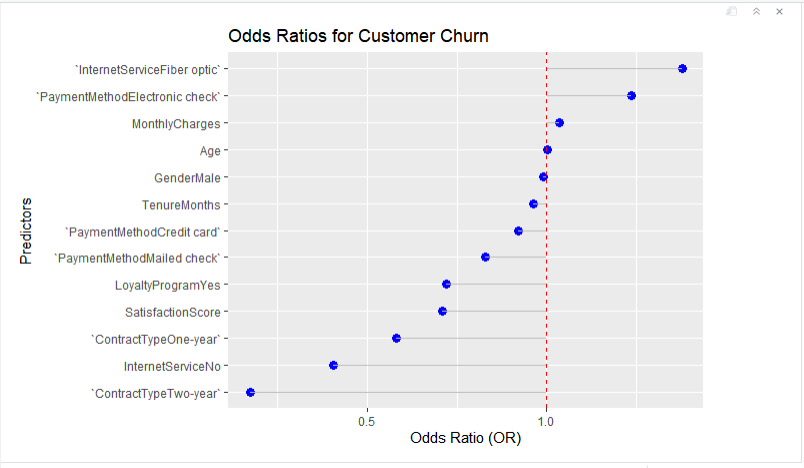 Odds Ratios for Customer Churn
`InternetServiceFiber optic`
`PaymentMethodElectronic check`
MonthlyCharges
Age
GenderMale
TenureMonths
`PaymentMethodCredit card`
`PaymentMethodMailed check`
LoyaltyProgramYes
SatisfactionScore
`ContractTypeOne-year`
InternetServiceNo
`ContractTypeTwo-year`
Predictors
0.5 1.0
Odds Ratio (OR)